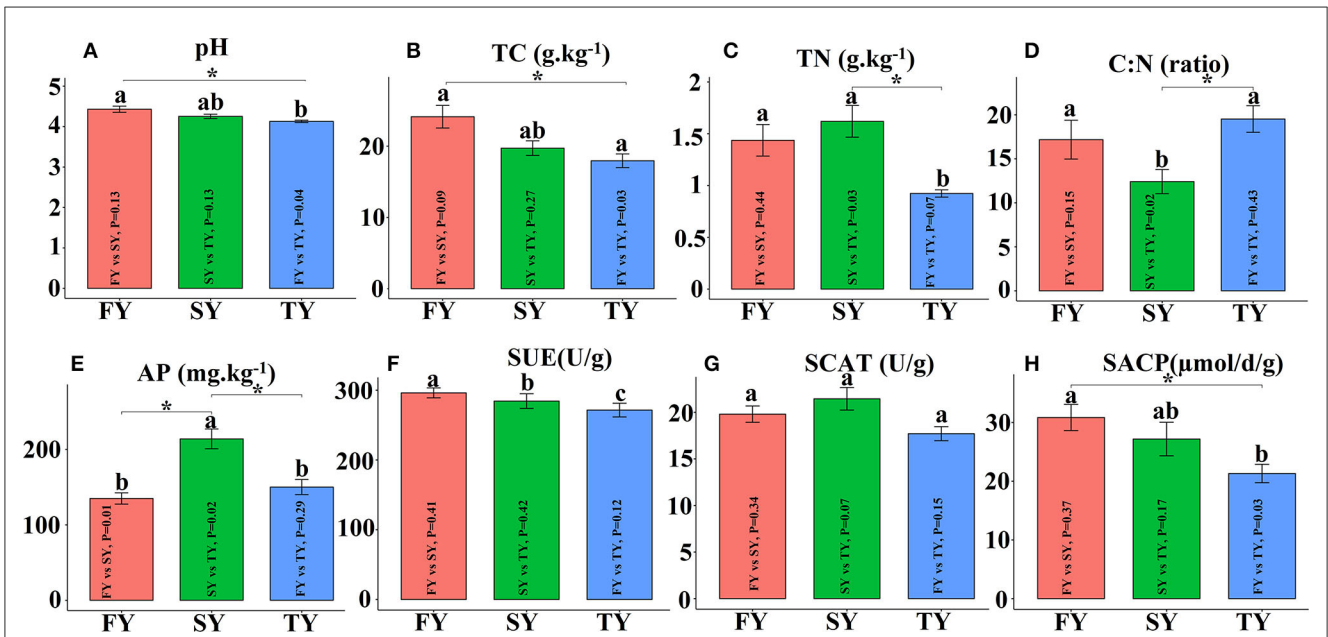 A
pH
*
a
ab
b
5
4
3
2
1
0
FY vs SY, P=0.13
SY vs TY, P=0.13
FY vs TY, P=0.04
FY
SY
TY
B
TC (g.kg⁻¹)
*
a
ab
a
20
10
0
FY vs SY, P=0.09
SY vs TY, P=0.27
FY vs TY, P=0.03
FY
SY
TY
C
TN (g.kg⁻¹)
*
a
a
b
2
1.5
1
0.5
0
FY vs SY, P=0.44
SY vs TY, P=0.03
FY vs TY, P=0.07
FY
SY
TY
D
C:N (ratio)
*
a
b
a
20
15
10
5
0
FY vs SY, P=0.15
SY vs TY, P=0.02
FY vs TY, P=0.43
FY
SY
TY
E
AP (mg.kg⁻¹)
*
*
b
a
b
200
100
0
FY vs SY, P=0.01
SY vs TY, P=0.02
FY vs TY, P=0.29
FY
SY
TY
F
SUE(U/g)
a
b
c
300
200
100
0
FY vs SY, P=0.41
SY vs TY, P=0.42
FY vs TY, P=0.12
FY
SY
TY
G
SCAT (U/g)
a
a
a
20
15
10
5
0
FY vs SY, P=0.34
SY vs TY, P=0.07
FY vs TY, P=0.15
FY
SY
TY
H
SACP(μmol/d/g)
*
a
ab
b
30
20
10
0
FY vs SY, P=0.37
SY vs TY, P=0.17
FY vs TY, P=0.03
FY
SY
TY